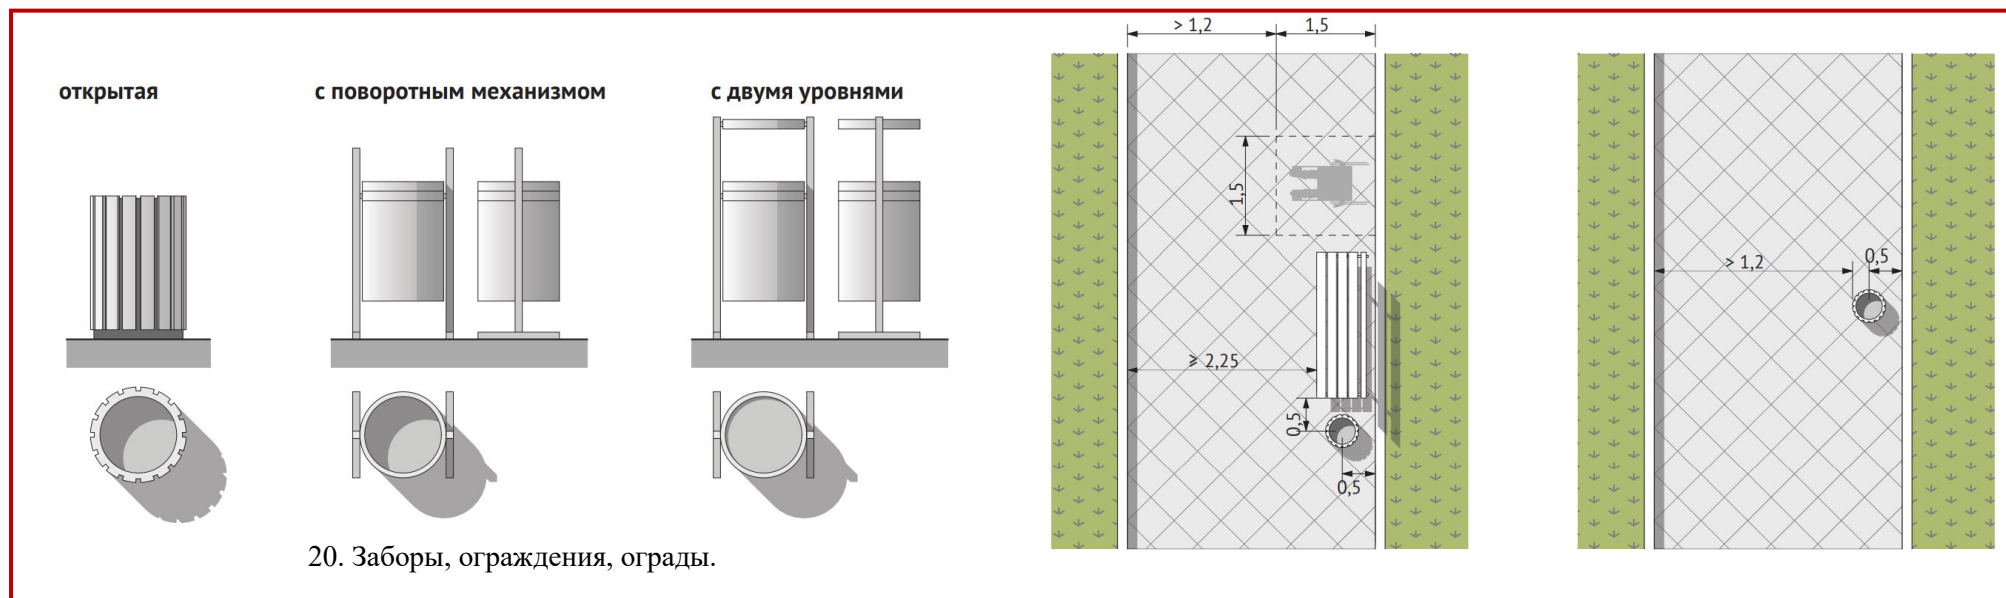 открытая
с поворотным механизмом
с двумя уровнями
> 1,2
1,5
1,5
≥ 2,25
0,5
0,5
> 1,2
0,5
20. Заборы, ограждения, ограды.